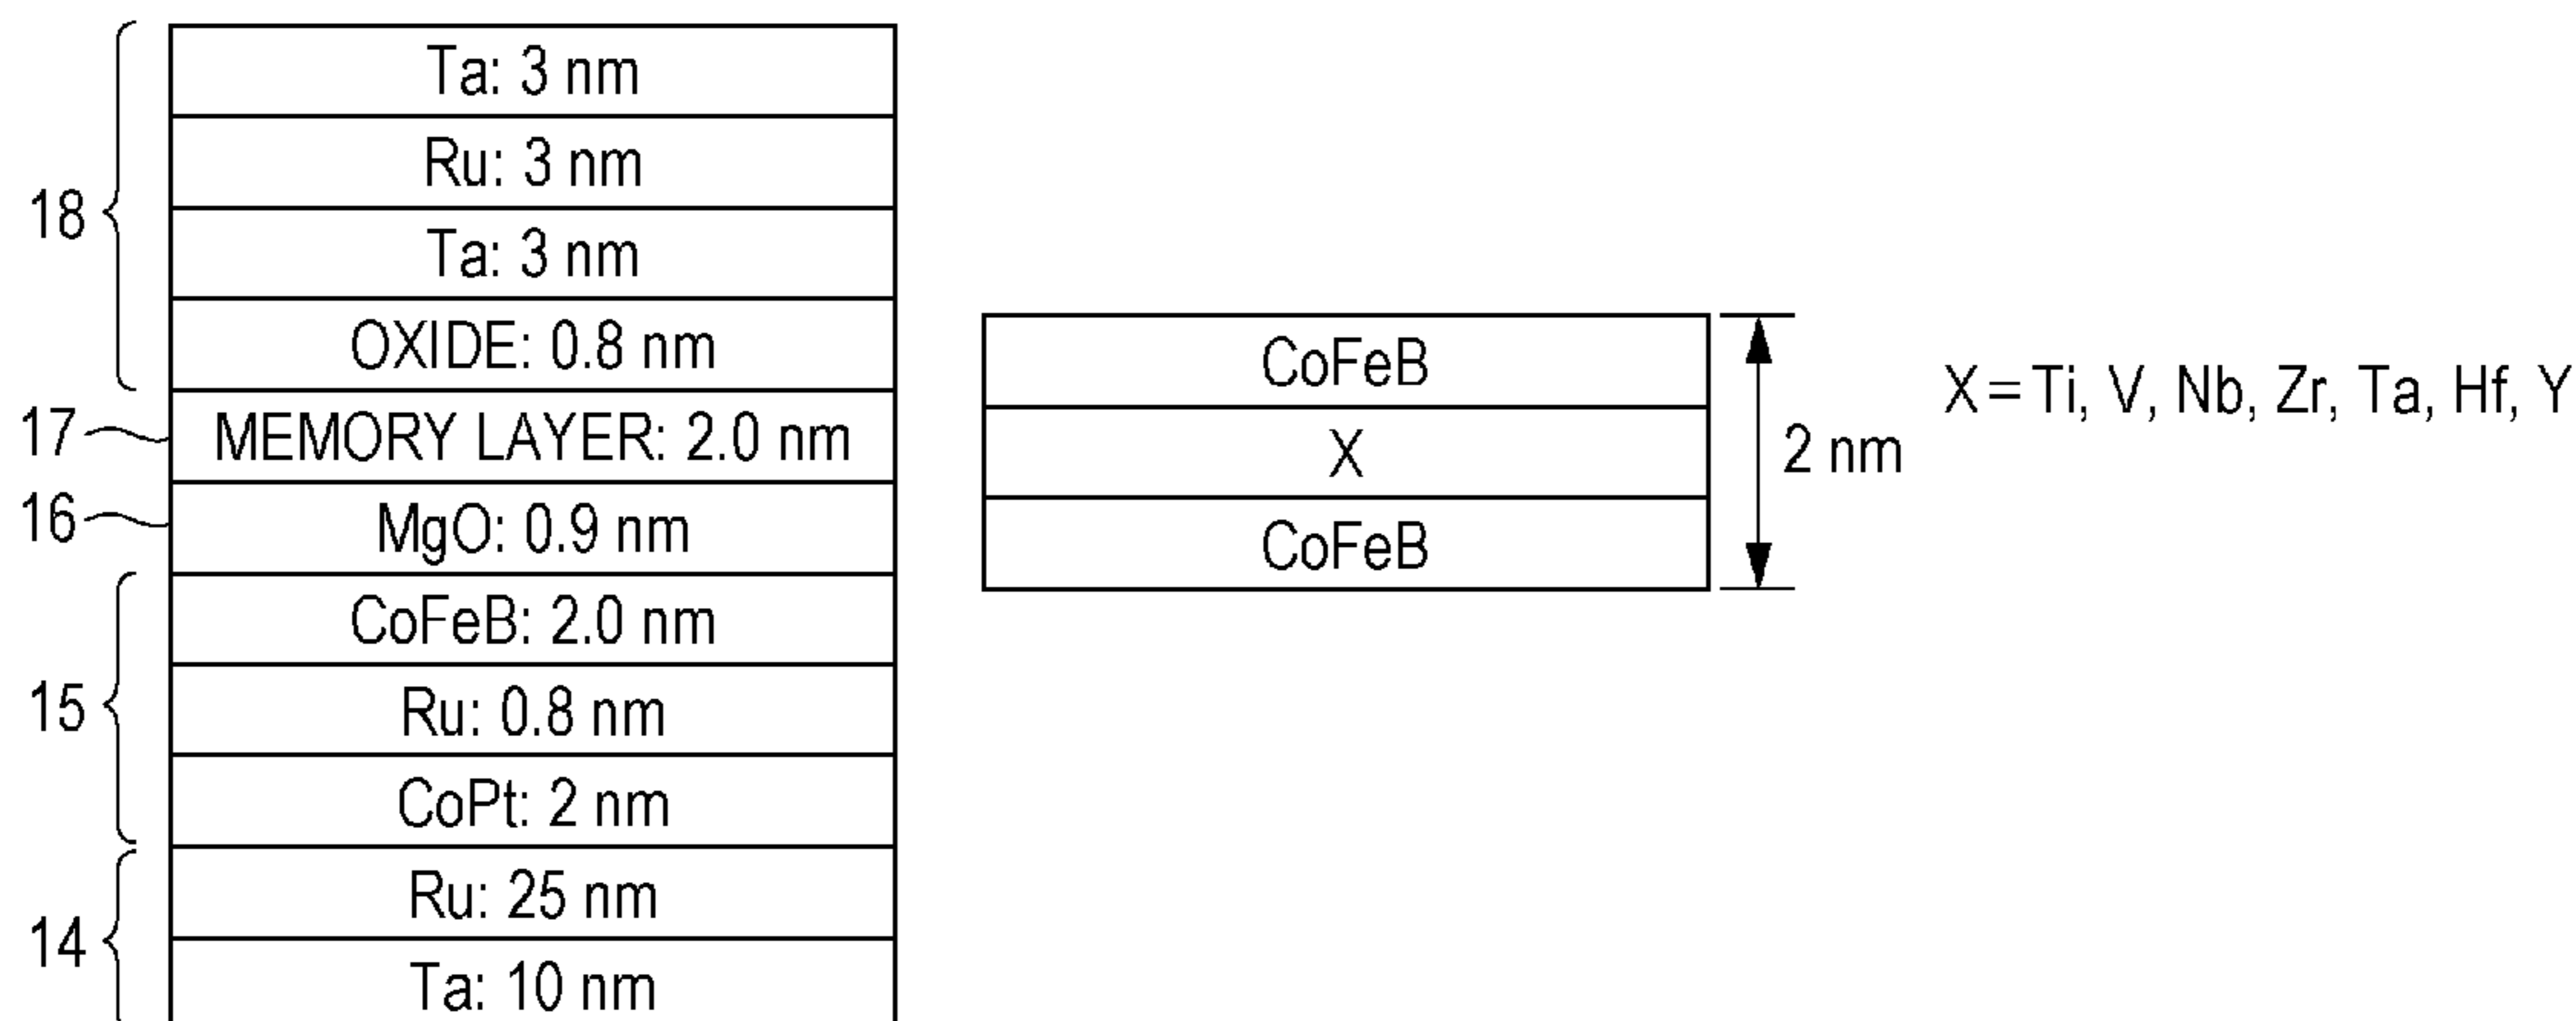 Ta: 3 nm
Ru: 3 nm
18
Ta: 3 nm
OXIDE: 0.8 nm
17
MEMORY LAYER: 2.0 nm
16
MgO: 0.9 nm
CoFeB: 2.0 nm
15
Ru: 0.8 nm
CoPt: 2 nm
Ru: 25 nm
14
Ta: 10 nm
CoFeB
X
CoFeB
2 nm
X=Ti, V, Nb, Zr, Ta, Hf, Y